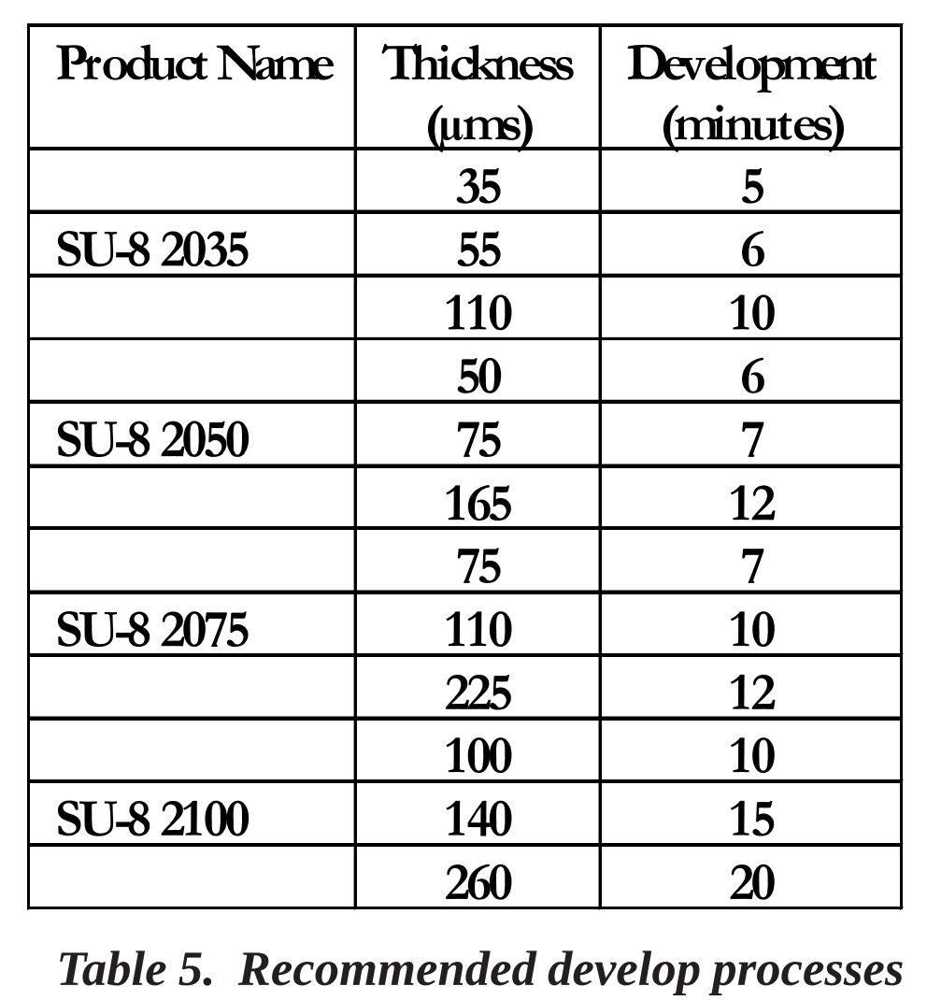 Product Name Thickness (µms) Development (minutes)
35 5
SU-8 2035 55 6
110 10
50 6
SU-8 2050 75 7
165 12
75 7
SU-8 2075 110 10
225 12
100 10
SU-8 2100 140 15
260 20
Table 5. Recommended develop processes